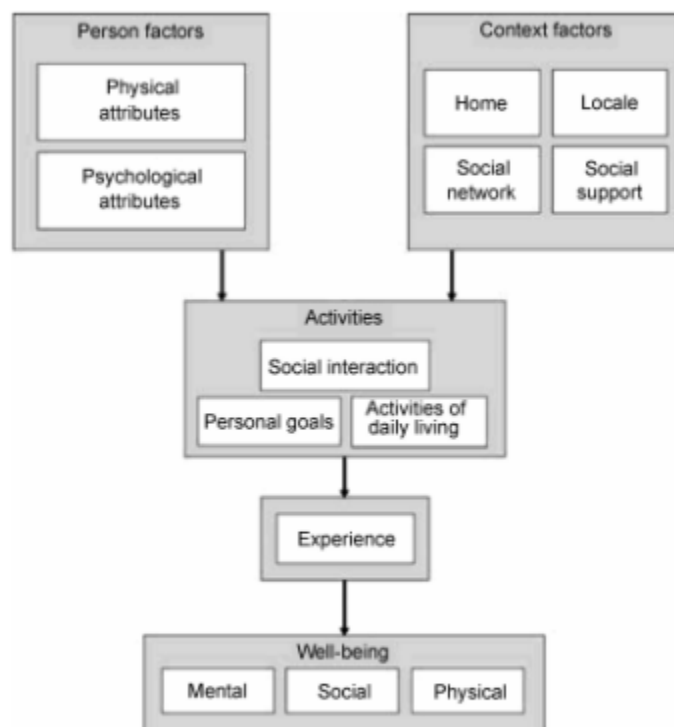 Person factors
Physical
attributes
Psychological
attributes
Context factors
Home
Locale
Social
network
Social
support
Activities
Social interaction
Personal goals
Activities of
daily living
Experience
Well-being
Mental
Social
Physical